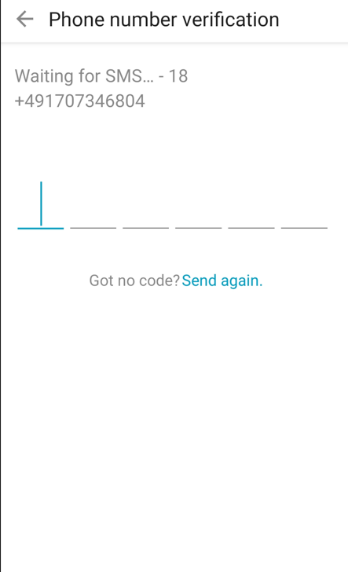 Phone number verification
Waiting for SMS... - 18
+491707346804
Got no code? Send again.